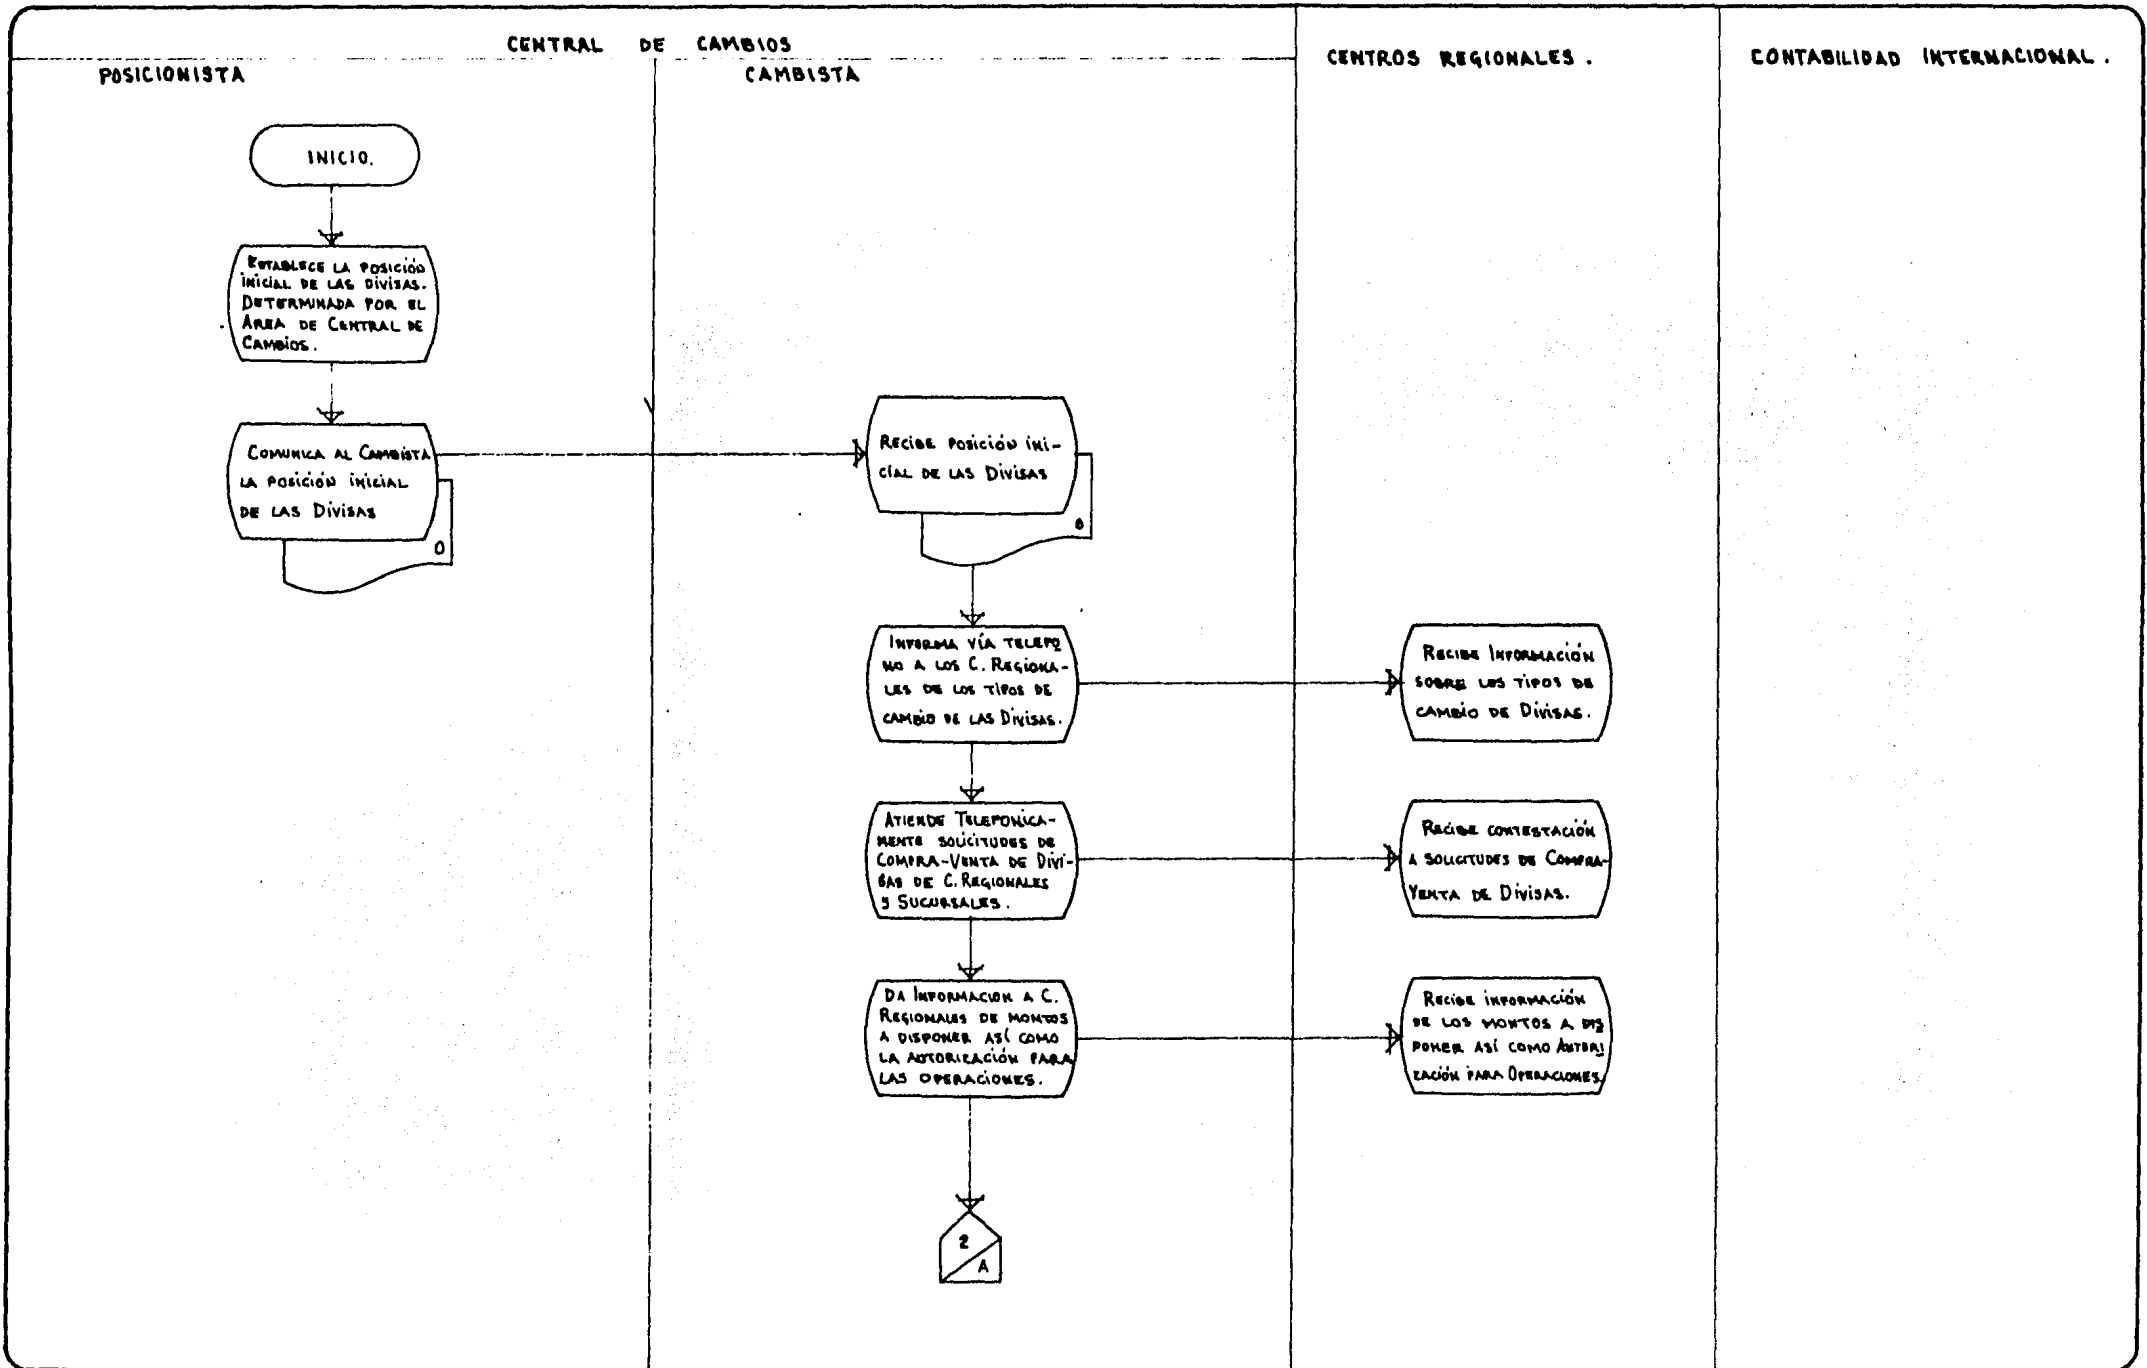 CENTRAL DE CAMBIOS
POSICIONISTA
CAMBISTA
CENTROS REGIONALES.
CONTABILIDAD INTERNACIONAL.
INICIO.
ESTABLECE LA POSICIÓN
INICIAL DE LAS DIVISAS.
DETERMINADA POR EL
AREA DE CENTRAL DE
CAMBIOS.
COMUNICA AL CAMBISTA
LA POSICIÓN INICIAL
DE LAS DIVISAS
O
RECIBE POSICIÓN INI-
CIAL DE LAS DIVISAS
O
INFORMA VÍA TELEFO
NO A LOS C. REGIONA-
LES DE LOS TIPOS DE
CAMBIO DE LAS DIVISAS.
RECIBE INFORMACIÓN
SOBRE LOS TIPOS DE
CAMBIO DE DIVISAS.
ATIENDE TELEFONICA-
MENTE SOLICITUDES DE
COMPRA-VENTA DE DIVI-
SAS DE C. REGIONALES
Y SUCURSALES.
RECIBE CONTESTACIÓN
A SOLICITUDES DE COMPRA-
VENTA DE DIVISAS.
DA INFORMACION A C.
REGIONALES DE MONTOS
A DISPONER ASÍ COMO
LA AUTORIZACIÓN PARA
LAS OPERACIONES.
RECIBE INFORMACIÓN
DE LOS MONTOS A DIS
PONER ASÍ COMO AUTORI
ZACIÓN PARA OPERACIONES.
2
A